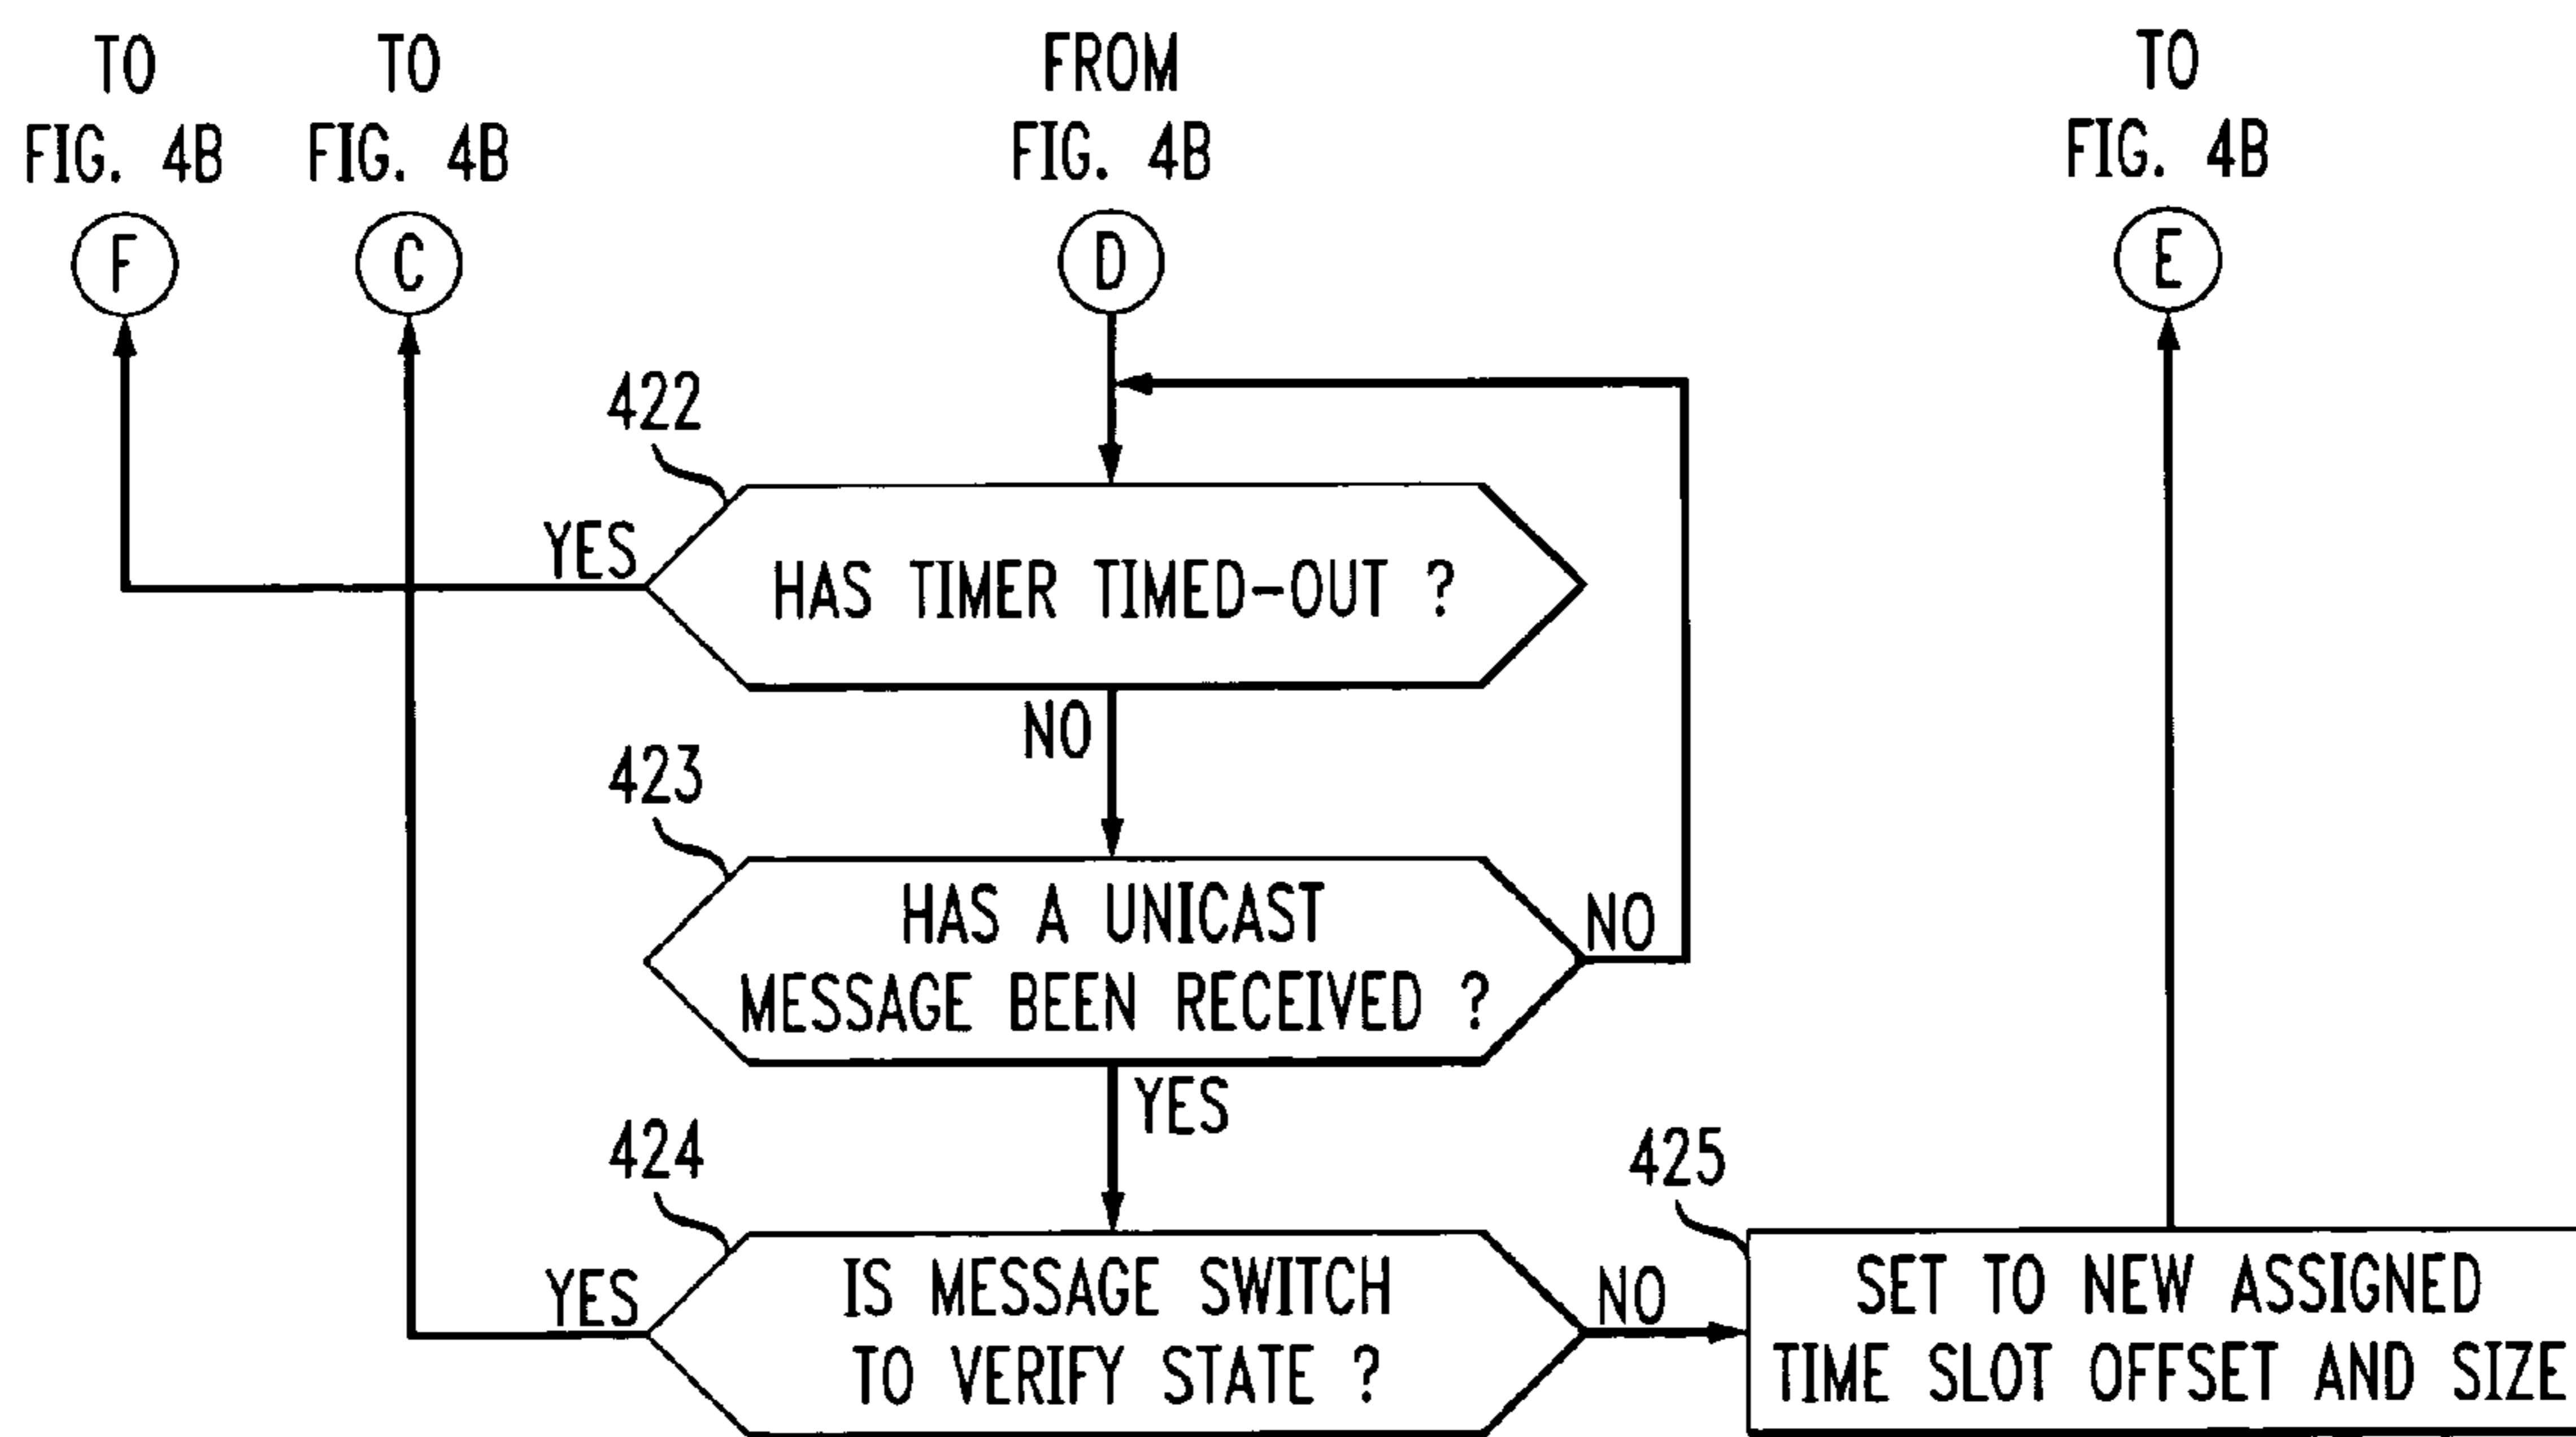 TO
FIG. 4B
F
TO
FIG. 4B
C
FROM
FIG. 4B
D
TO
FIG. 4B
E
422
YES
HAS TIMER TIMED-OUT ?
NO
423
HAS A UNICAST
MESSAGE BEEN RECEIVED ?
NO
YES
424
YES
IS MESSAGE SWITCH
TO VERIFY STATE ?
NO
425
SET TO NEW ASSIGNED
TIME SLOT OFFSET AND SIZE